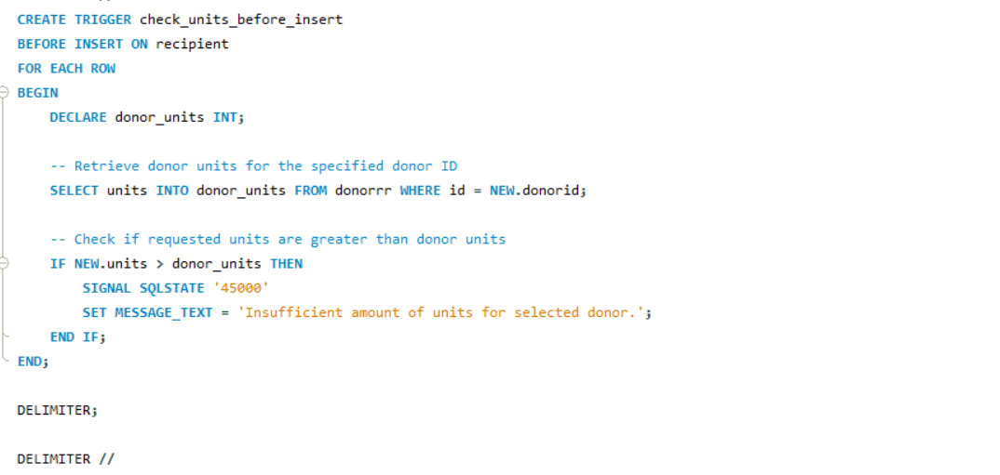 CREATE TRIGGER check_units_before_insert
BEFORE INSERT ON recipient
FOR EACH ROW
BEGIN
    DECLARE donor_units INT;
    -- Retrieve donor units for the specified donor ID
    SELECT units INTO donor_units FROM donorrr WHERE id = NEW.donorid;
    -- Check if requested units are greater than donor units
    IF NEW.units > donor_units THEN
        SIGNAL SQLSTATE '45000'
        SET MESSAGE_TEXT = 'Insufficient amount of units for selected donor.';
    END IF;
END;
DELIMITER;
DELIMITER //